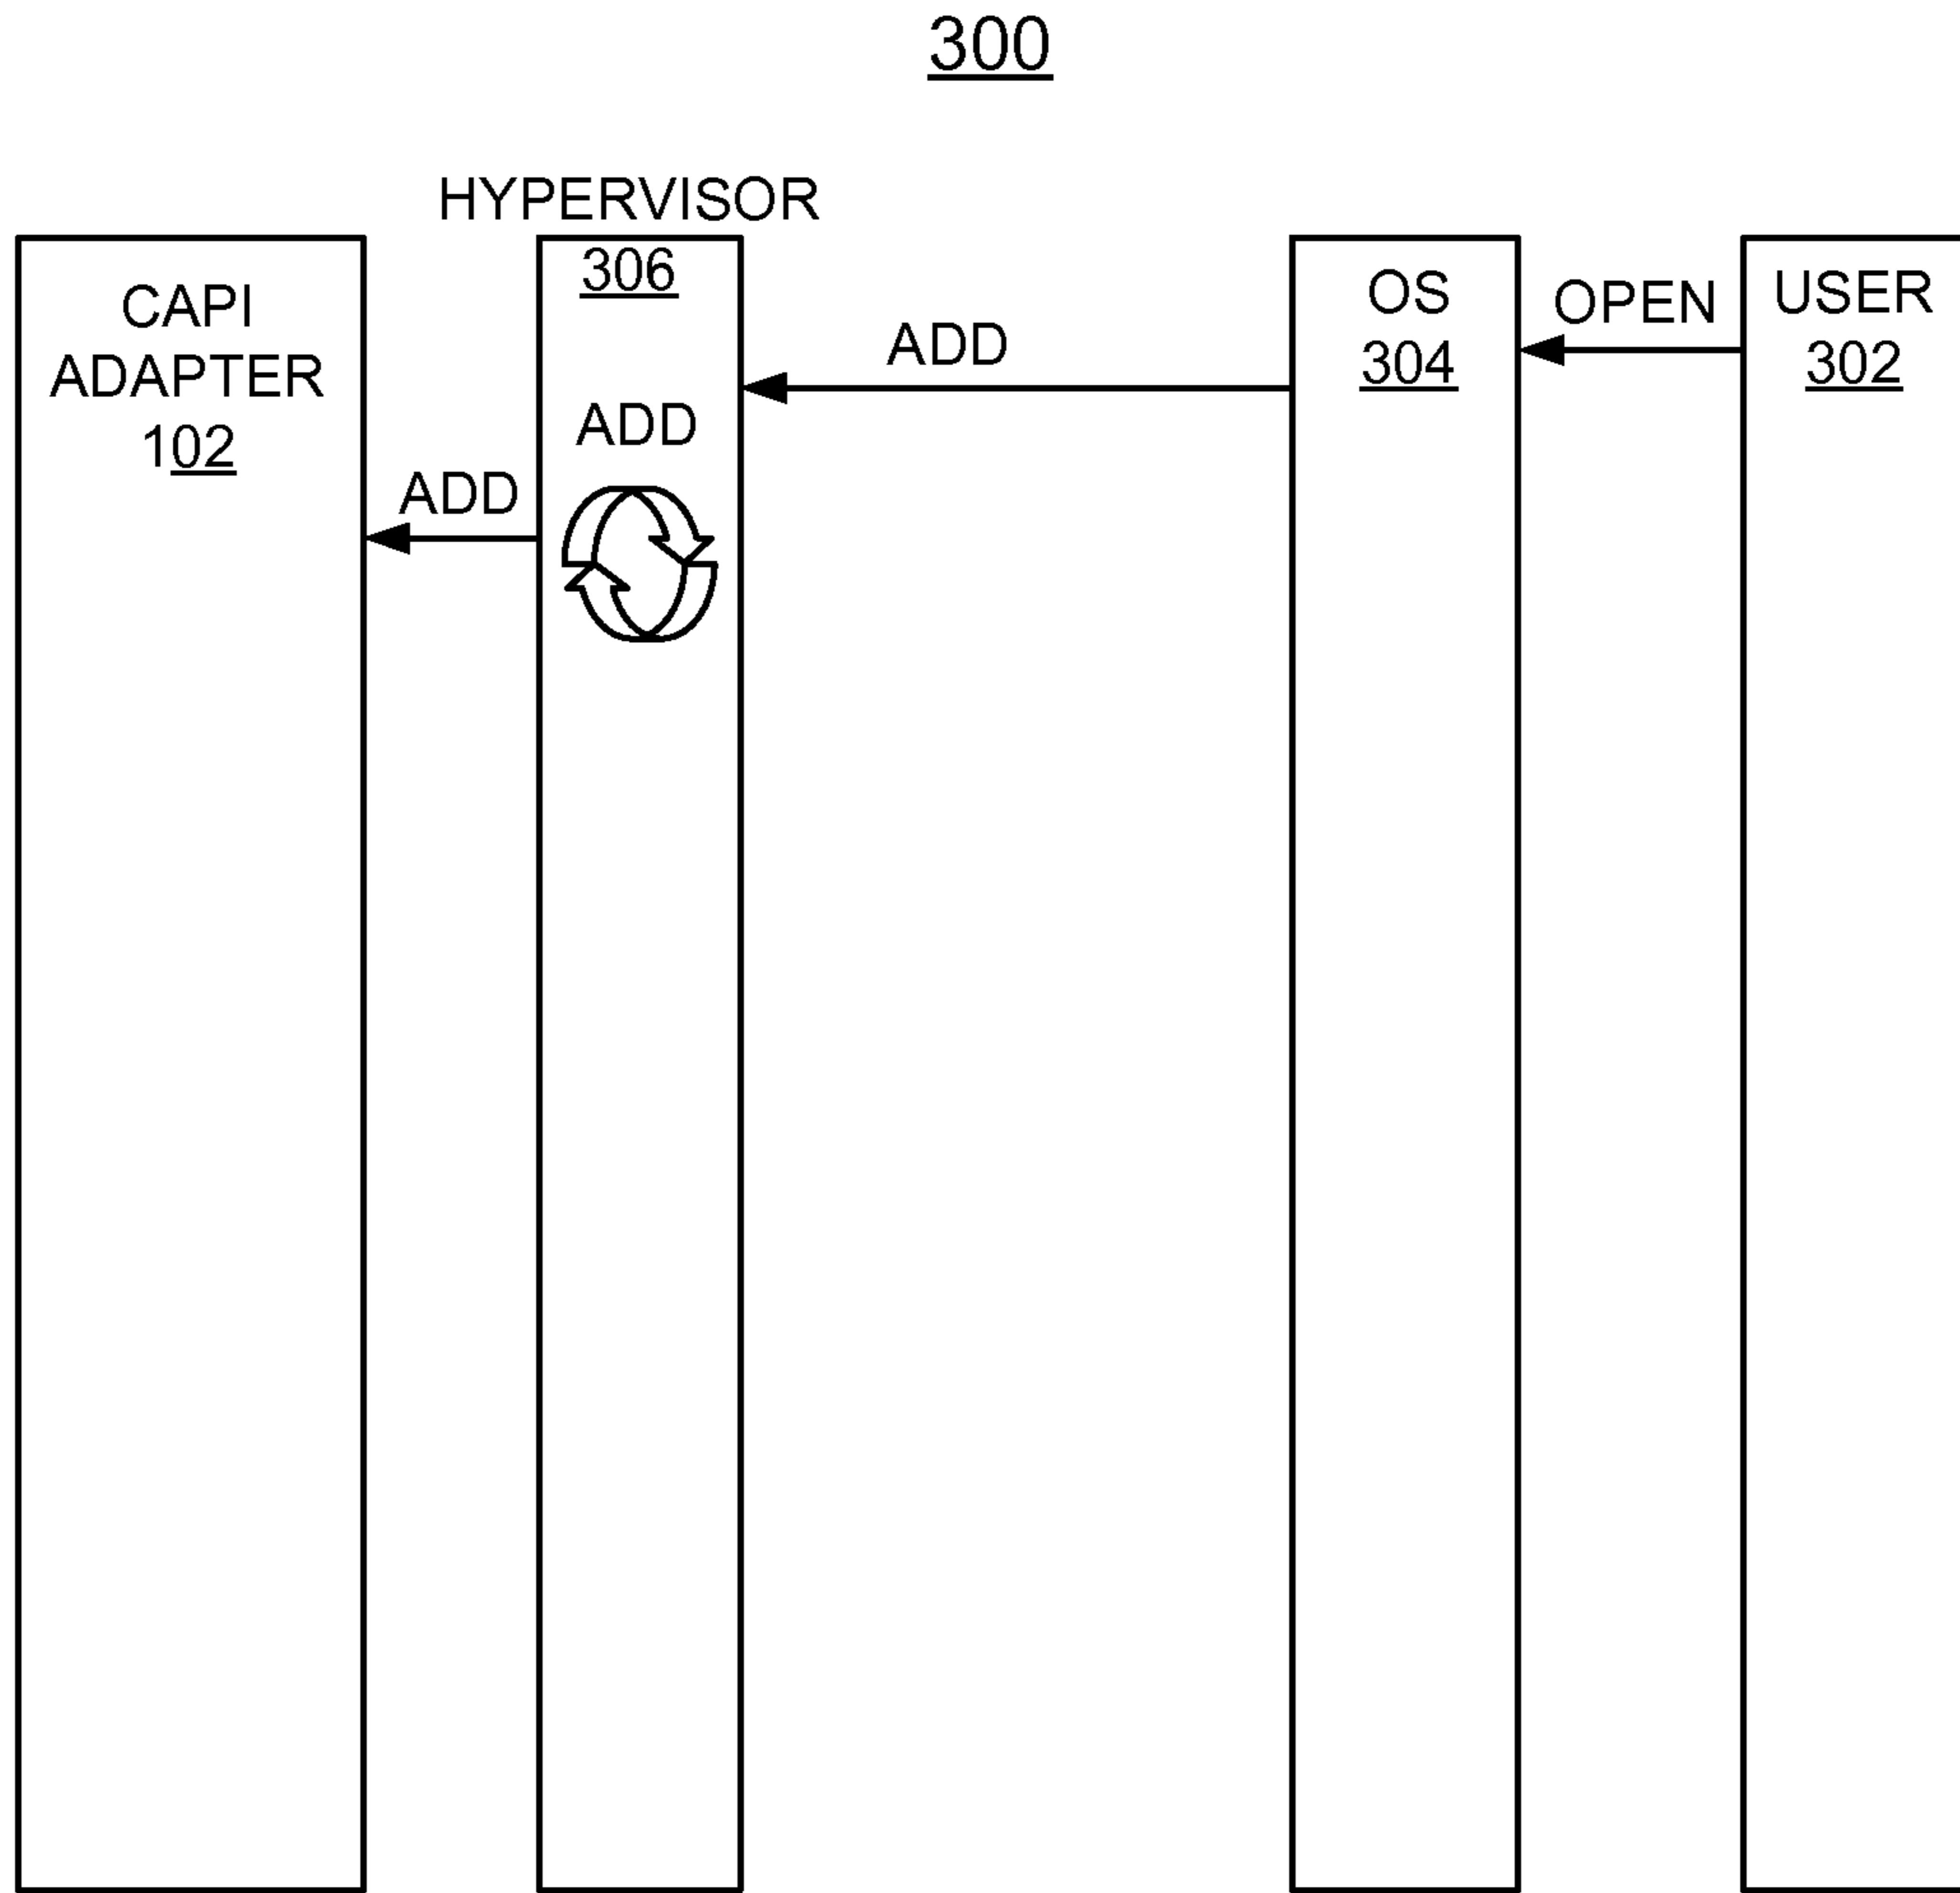 300
HYPERVISOR
306
CAPI
ADAPTER
102
ADD
ADD
ADD
OS
304
OPEN
USER
302